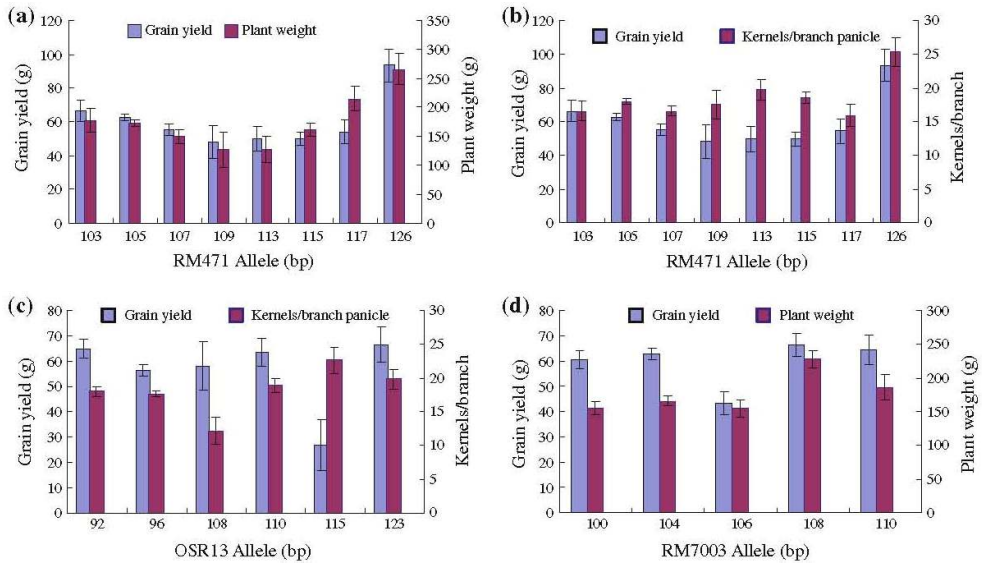 (a)
Grain yield Plant weight
Grain yield (g)
120
100
80
60
40
20
0
350
300
250
200
150
100
50
0
Plant weight (g)
103 105 107 109 113 115 117 126
RM471 Allele (bp)
(b)
Grain yield Kernels/branch panicle
Grain yield (g)
120
100
80
60
40
20
0
30
25
20
15
10
5
0
Kernels/branch
103 105 107 109 113 115 117 126
RM471 Allele (bp)
(c)
Grain yield Kernels/branch panicle
Grain yield (g)
80
70
60
50
40
30
20
10
0
30
25
20
15
10
5
0
Kernels/branch
92 96 108 110 115 123
OSR13 Allele (bp)
(d)
Grain yield Plant weight
Grain yield (g)
80
70
60
50
40
30
20
10
0
300
250
200
150
100
50
0
Plant weight (g)
100 104 106 108 110
RM7003 Allele (bp)